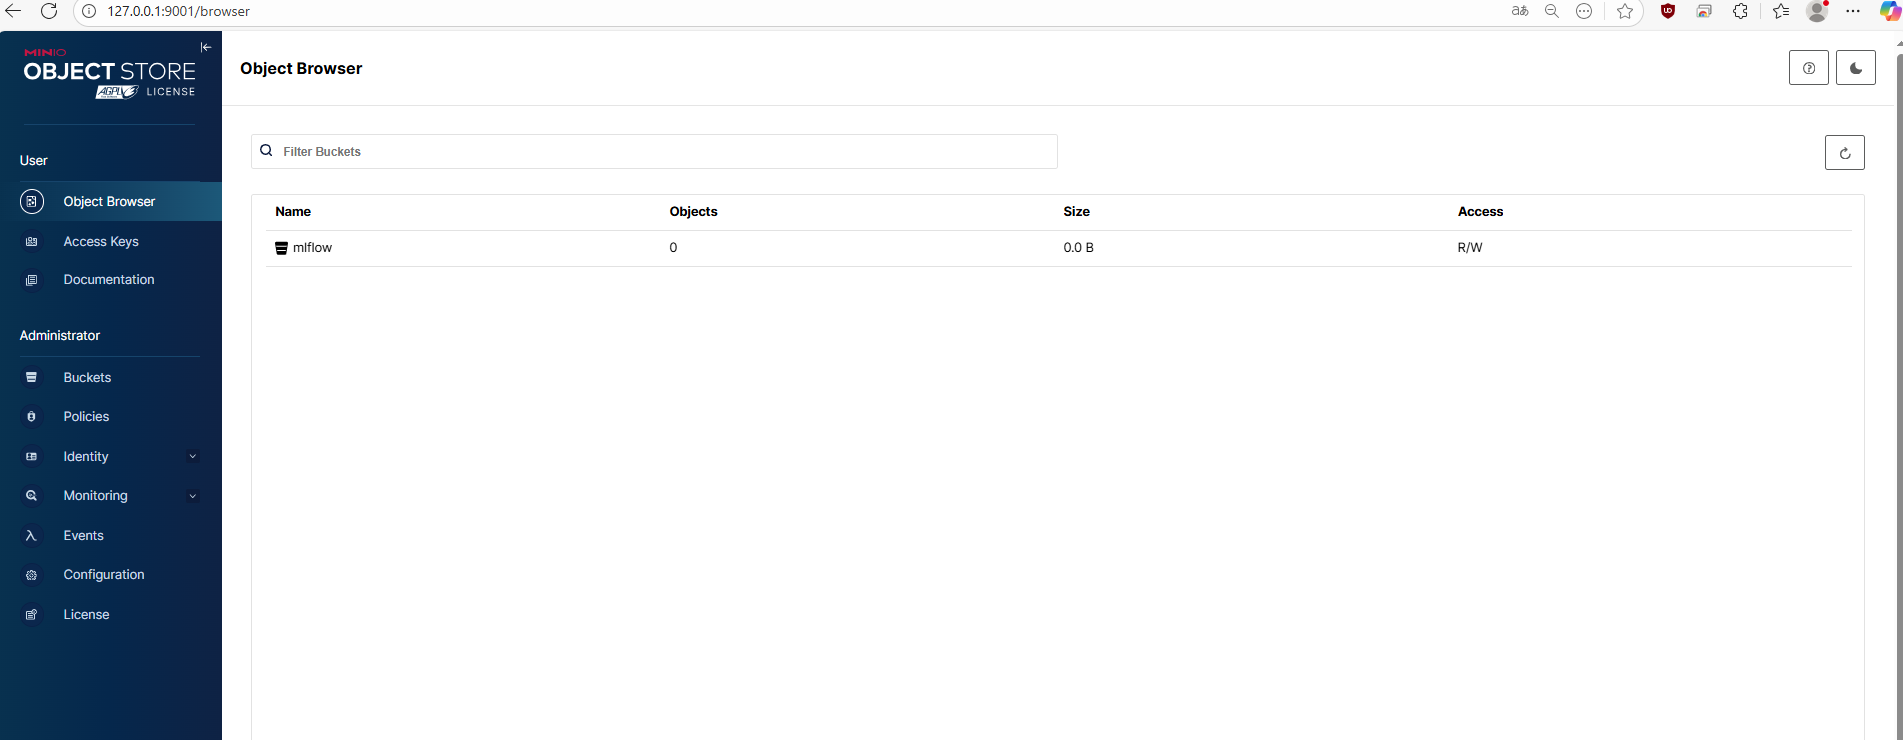 127.0.0.1:9001/browser
MINIO
OBJECT STORE
AGPLV3 LICENSE
User
Object Browser
Access Keys
Documentation
Administrator
Buckets
Policies
Identity
Monitoring
Events
Configuration
License
Object Browser
Filter Buckets
Name Objects Size Access
mlflow 0 0.0 B R/W